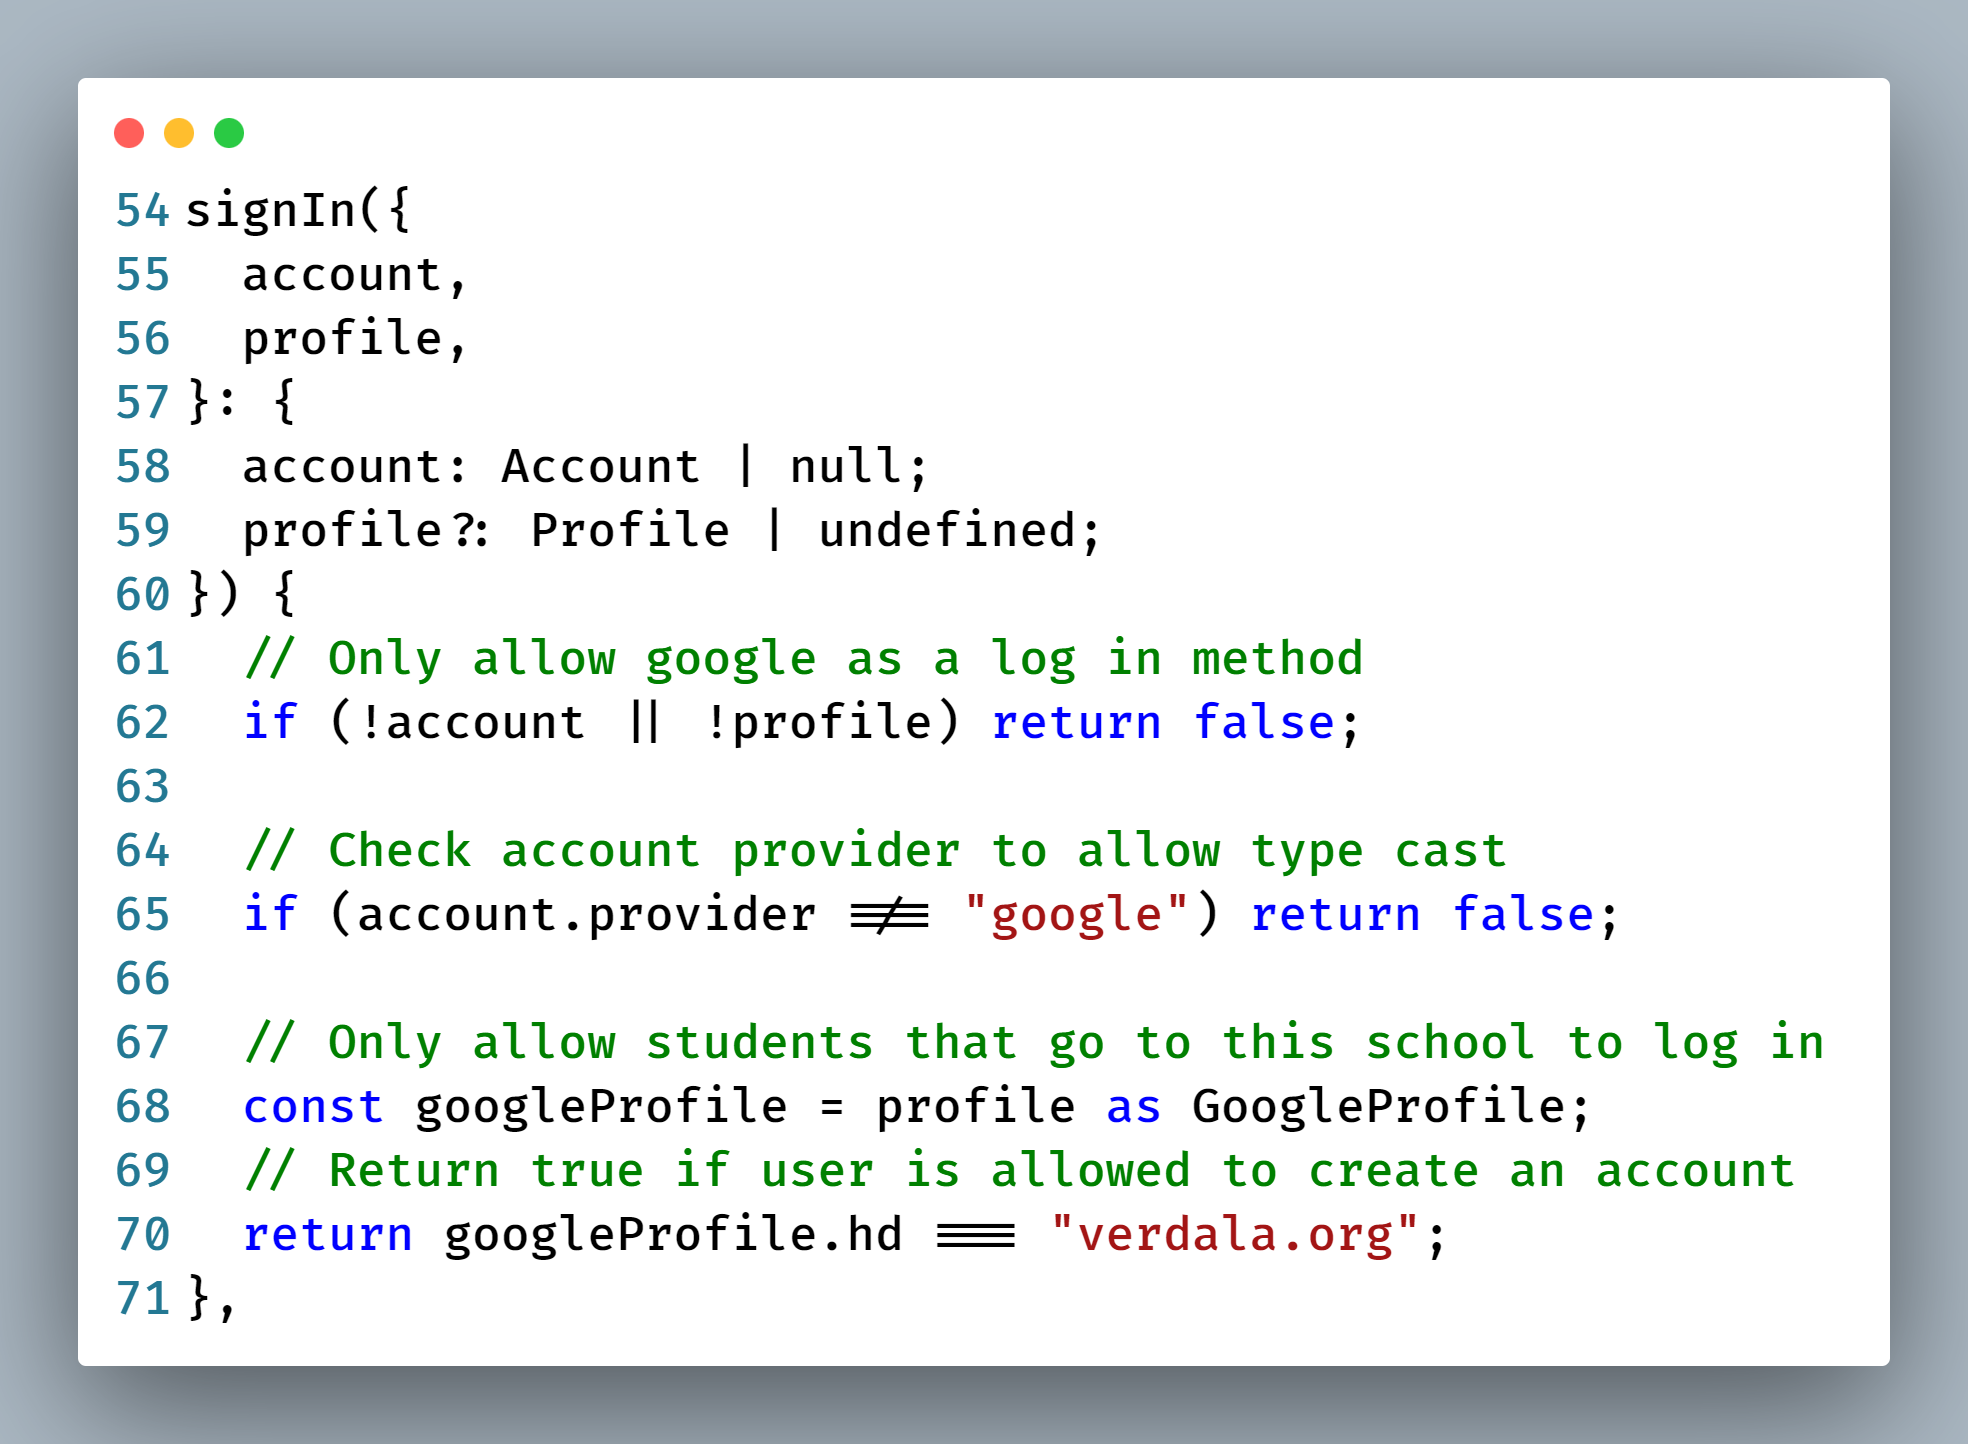 54 signIn({
55   account,
56   profile,
57 }: {
58   account: Account | null;
59   profile?: Profile | undefined;
60 }) {
61   // Only allow google as a log in method
62   if (!account || !profile) return false;
63
64   // Check account provider to allow type cast
65   if (account.provider !== "google") return false;
66
67   // Only allow students that go to this school to log in
68   const googleProfile = profile as GoogleProfile;
69   // Return true if user is allowed to create an account
70   return googleProfile.hd === "verdala.org";
71 },